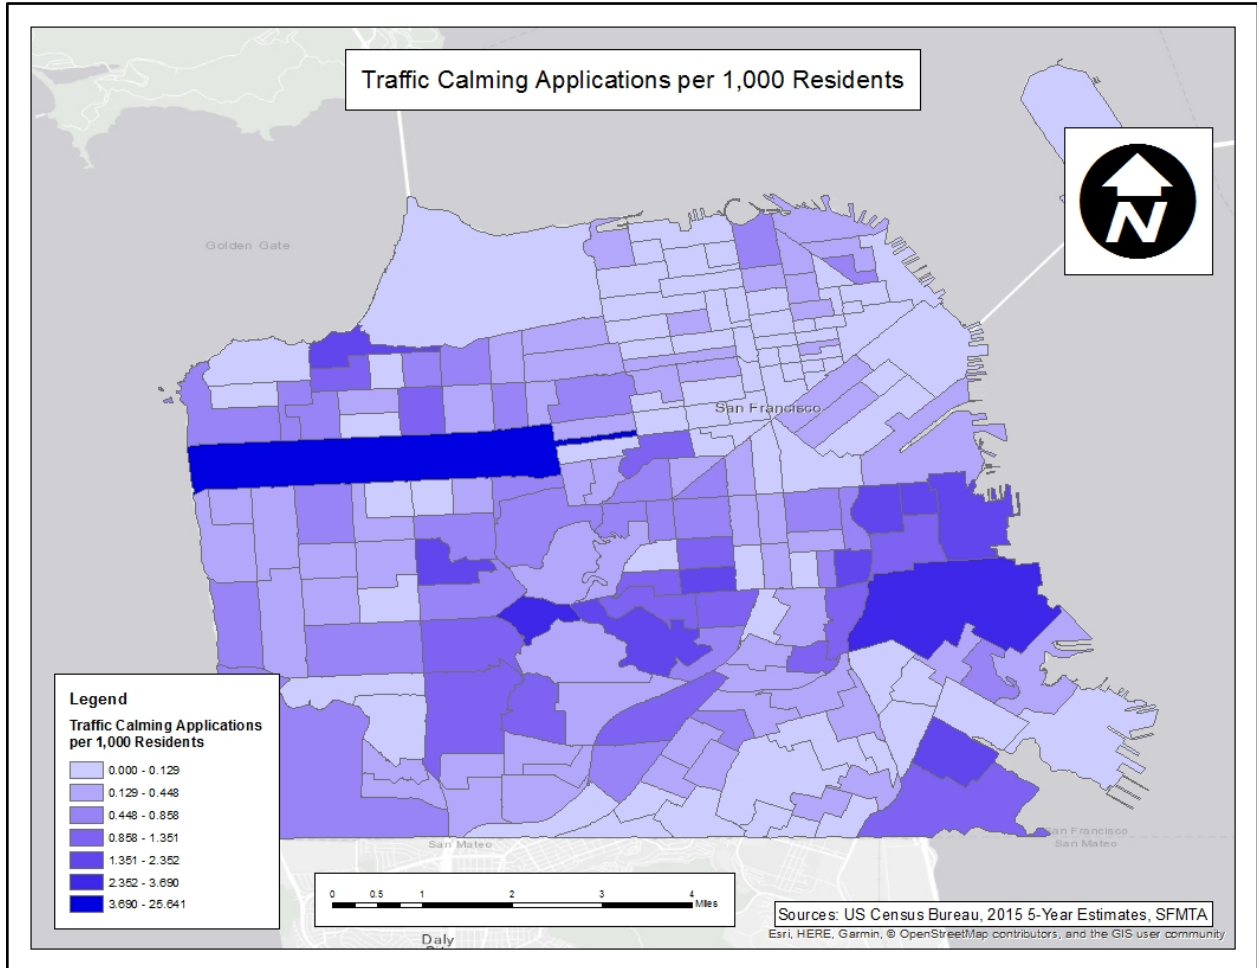 Traffic Calming Applications per 1,000 Residents
N
Golden Gate
San Francisco
Legend
Traffic Calming Applications
per 1,000 Residents
0.000 - 0.129
0.129 - 0.448
0.448 - 0.858
0.858 - 1.351
1.351 - 2.352
2.352 - 3.690
3.690 - 25.641
San Francisco
San Mateo
San Mateo
0 0.5 1 2 3 4
Miles
Sources: US Census Bureau, 2015 5-Year Estimates, SFMTA
Esri, HERE, Garmin, © OpenStreetMap contributors, and the GIS user community
Daly